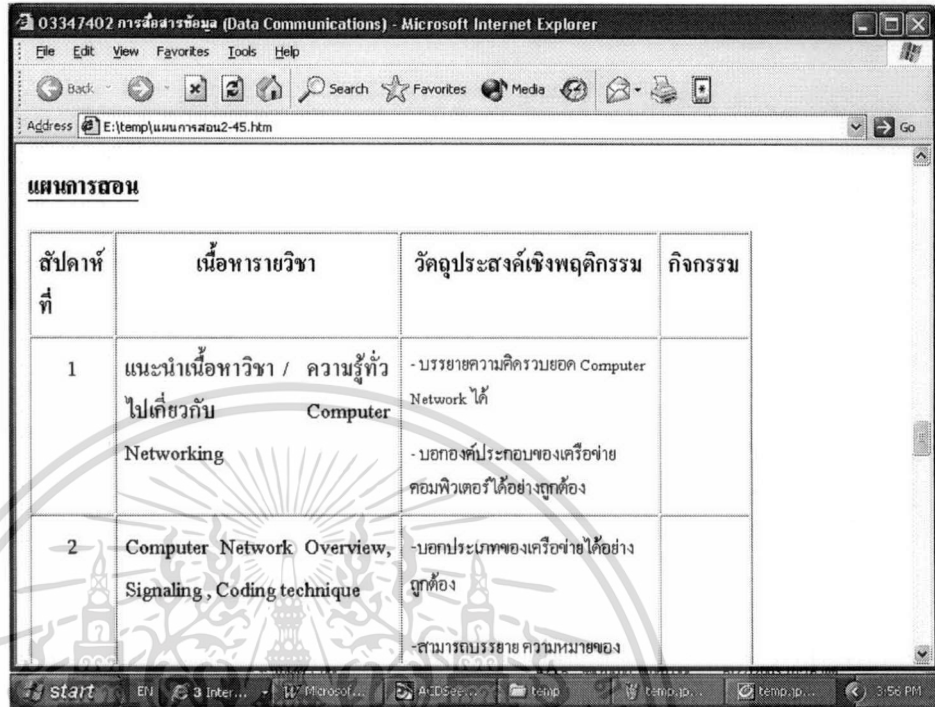 03347402 การสื่อสารข้อมูล (Data Communications) - Microsoft Internet Explorer
File Edit View Favorites Tools Help
Back Search Favorites Media
Address E:\temp\แผนการสอน2-45.htm Go
แผนการสอน
สัปดาห์ที่ เนื้อหารายวิชา วัตถุประสงค์เชิงพฤติกรรม กิจกรรม
1 แนะนำเนื้อหาวิชา / ความรู้ทั่ว - บรรยายความคิดรวบยอด Computer
ไปเกี่ยวกับ Computer Network ได้
Networking - บอกองค์ประกอบของเครือข่าย
คอมพิวเตอร์ได้อย่างถูกต้อง
2 Computer Network Overview, -บอกประเภทของเครือข่ายได้อย่าง
Signaling , Coding technique ถูกต้อง
-สามารถบรรยาย ความหมายของ
start EN 3 Inter... Microsof... ACDSee... temp temp.jp... temp.jp... 3:56 PM